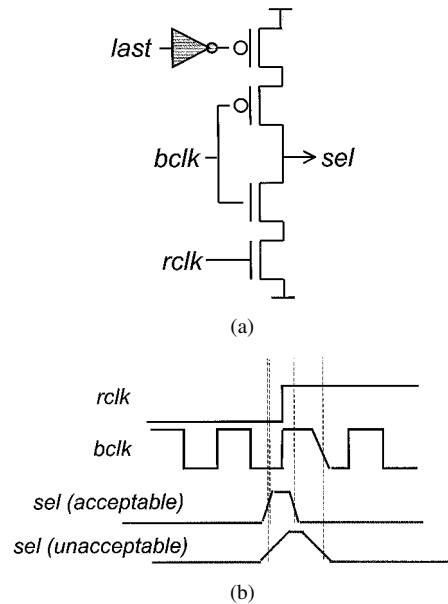 last
bclk
sel
rclk
(a)
rclk
bclk
sel (acceptable)
sel (unacceptable)
(b)